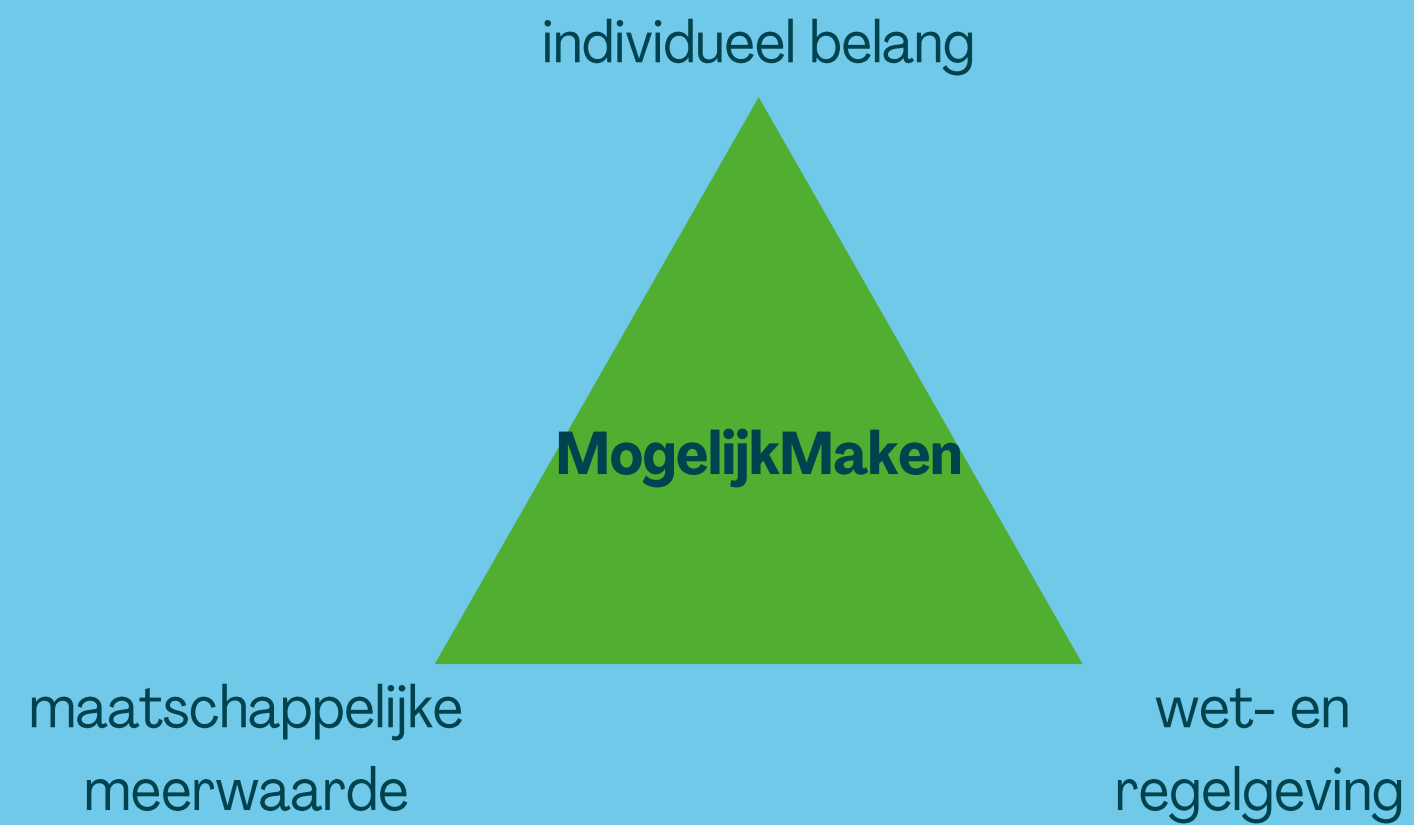 individueel belang
MogelijkMaken
maatschappelijke
meerwaarde
wet- en
regelgeving